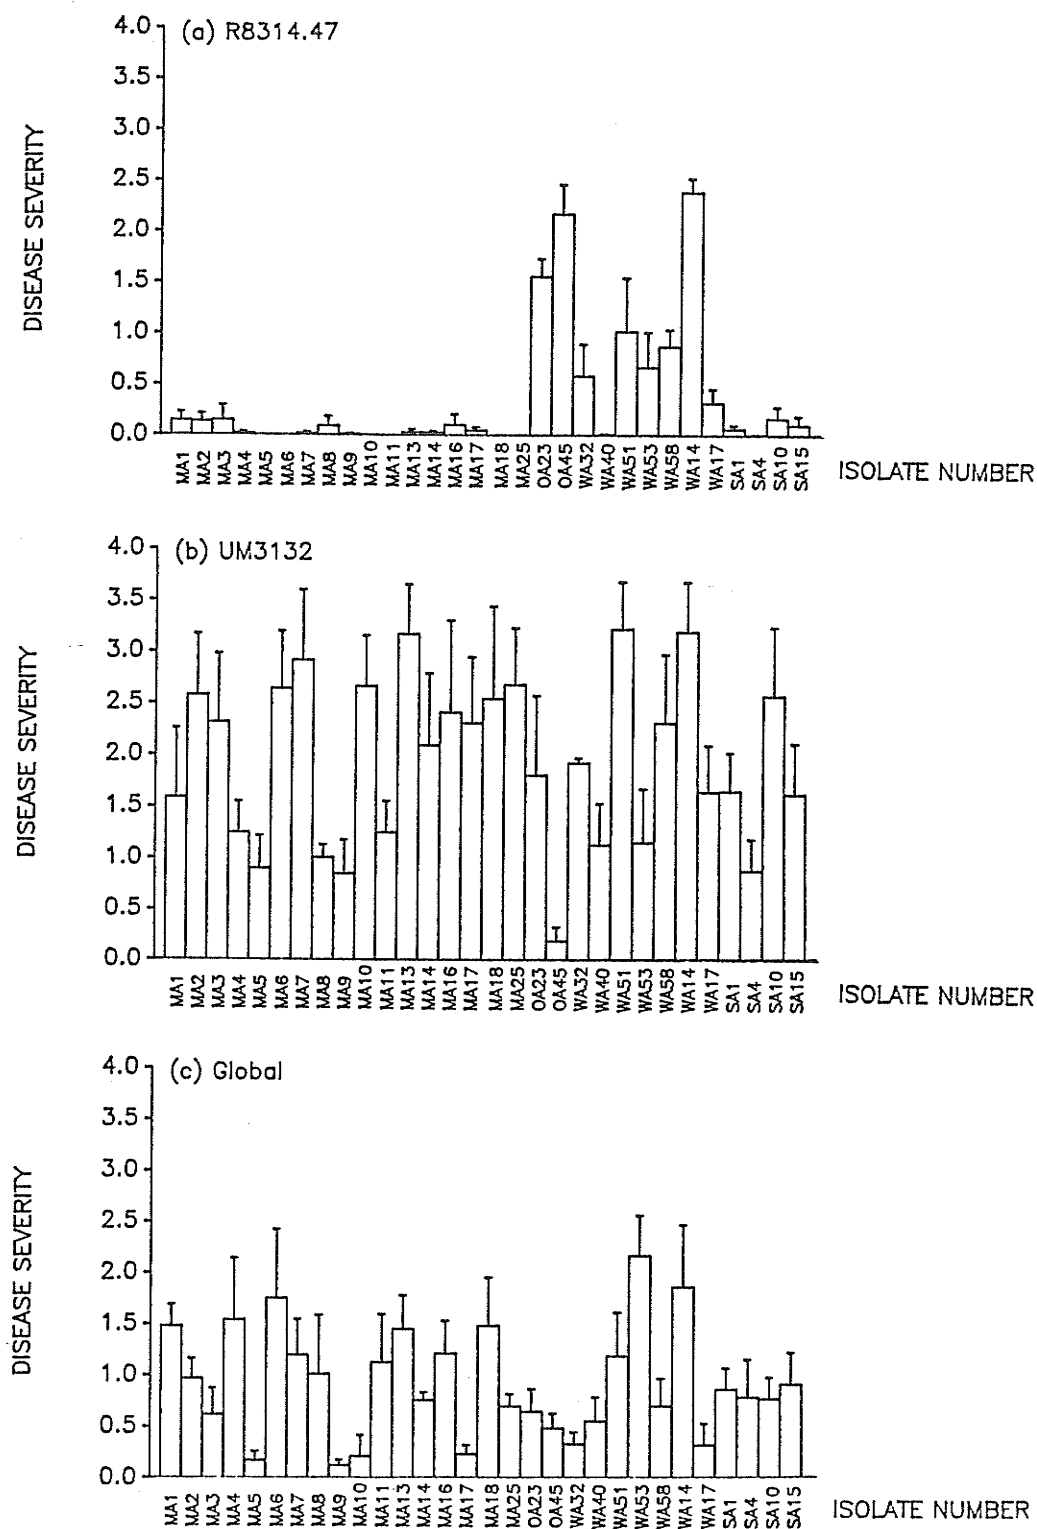 (a) R8314.47
DISEASE SEVERITY
4.0
3.5
3.0
2.5
2.0
1.5
1.0
0.5
0.0
MA1 MA2 MA3 MA4 MA5 MA6 MA7 MA8 MA9 MA10 MA11 MA13 MA14 MA16 MA17 MA18 MA25 OA23 OA45 WA32 WA40 WA51 WA53 WA58 WA14 WA17 SA1 SA4 SA10 SA15
ISOLATE NUMBER
(b) UM3132
DISEASE SEVERITY
4.0
3.5
3.0
2.5
2.0
1.5
1.0
0.5
0.0
MA1 MA2 MA3 MA4 MA5 MA6 MA7 MA8 MA9 MA10 MA11 MA13 MA14 MA16 MA17 MA18 MA25 OA23 OA45 WA32 WA40 WA51 WA53 WA58 WA14 WA17 SA1 SA4 SA10 SA15
ISOLATE NUMBER
(c) Global
DISEASE SEVERITY
4.0
3.5
3.0
2.5
2.0
1.5
1.0
0.5
0.0
MA1 MA2 MA3 MA4 MA5 MA6 MA7 MA8 MA9 MA10 MA11 MA13 MA14 MA16 MA17 MA18 MA25 OA23 OA45 WA32 WA40 WA51 WA53 WA58 WA14 WA17 SA1 SA4 SA10 SA15
ISOLATE NUMBER